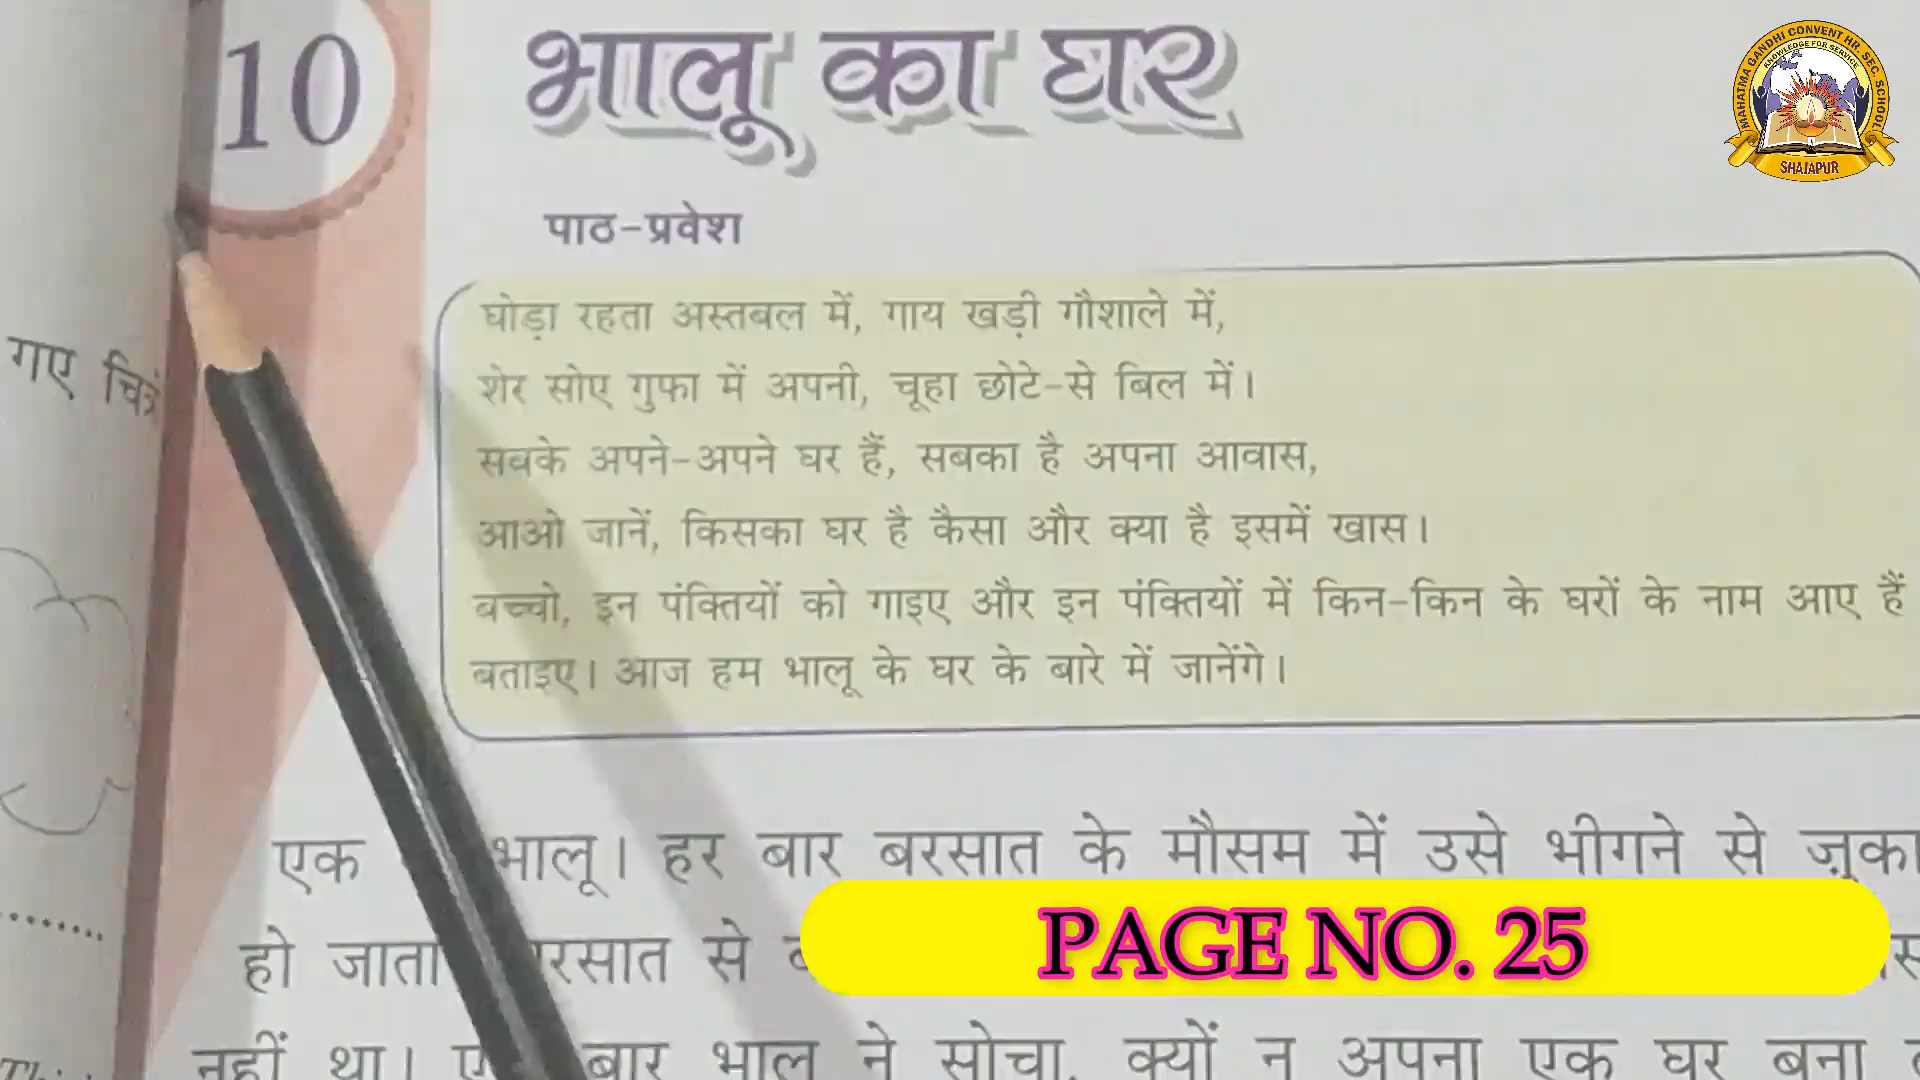 10
भालू का घर
MAHATMA GANDHI CONVENT HR. SEC. SCHOOL
KNOWLEDGE FOR SERVICE
SHAJAPUR
पाठ-प्रवेश
घोड़ा रहता अस्तबल में, गाय खड़ी गौशाले में,
शेर सोए गुफा में अपनी, चूहा छोटे-से बिल में।
सबके अपने-अपने घर हैं, सबका है अपना आवास,
आओ जानें, किसका घर है कैसा और क्या है इसमें खास।
बच्चो, इन पंक्तियों को गाइए और इन पंक्तियों में किन-किन के घरों के नाम आए हैं
बताइए। आज हम भालू के घर के बारे में जानेंगे।
गए
एक भालू। हर बार बरसात के मौसम में उसे भीगने से
हो जाता से
PAGE NO. 25
नहीं था। बार भालू ने सोचा, क्यों न अपना एक घर बना